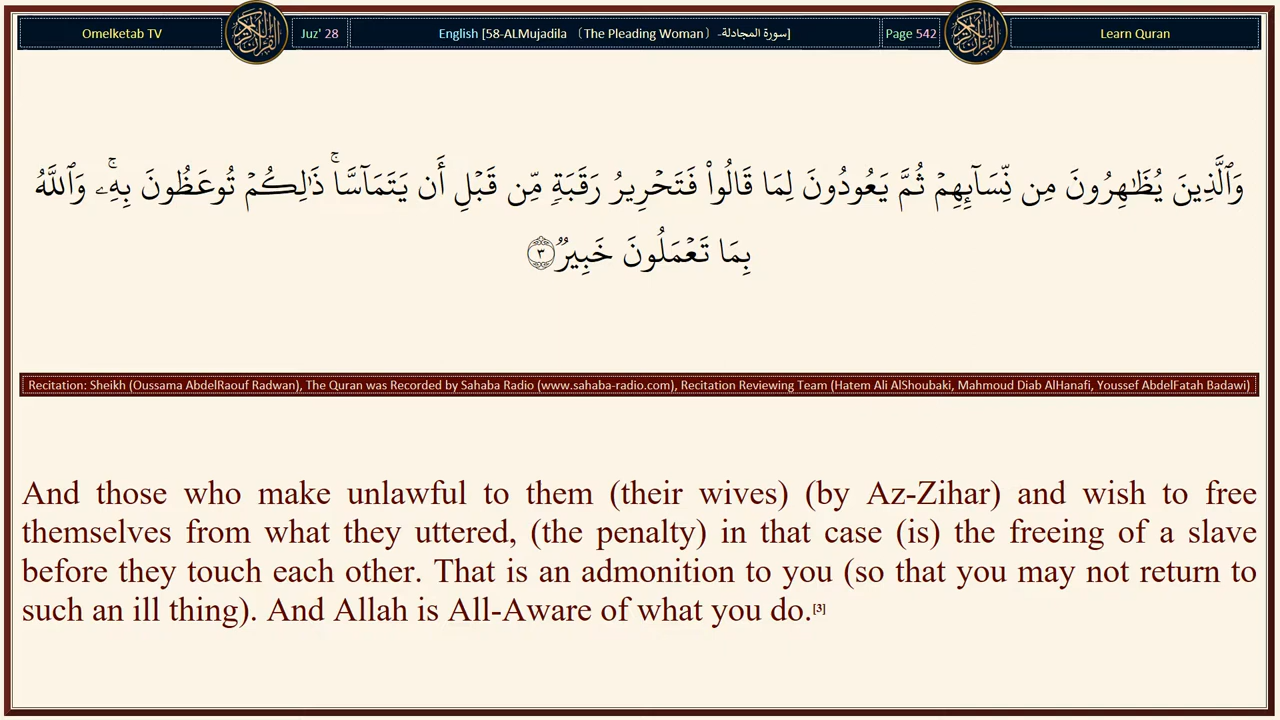 Omelketab TV
Juz' 28
English [58-ALMujadila 〔The Pleading Woman〕 -سورة المجادلة]
Page 542
Learn Quran
وَٱلَّذِينَ يُظَٰهِرُونَ مِن نِّسَآئِهِمۡ ثُمَّ يَعُودُونَ لِمَا قَالُواْ فَتَحۡرِيرُ رَقَبَةٖ مِّن قَبۡلِ أَن يَتَمَآسَّاۚ ذَٰلِكُمۡ تُوعَظُونَ بِهِۦۚ وَٱللَّهُ
بِمَا تَعۡمَلُونَ خَبِيرٞ ٣
Recitation: Sheikh (Oussama AbdelRaouf Radwan), The Quran was Recorded by Sahaba Radio (www.sahaba-radio.com), Recitation Reviewing Team (Hatem Ali AlShoubaki, Mahmoud Diab AlHanafi, Youssef AbdelFatah Badawi)
And those who make unlawful to them (their wives) (by Az-Zihar) and wish to free
themselves from what they uttered, (the penalty) in that case (is) the freeing of a slave
before they touch each other. That is an admonition to you (so that you may not return to
such an ill thing). And Allah is All-Aware of what you do.[3]